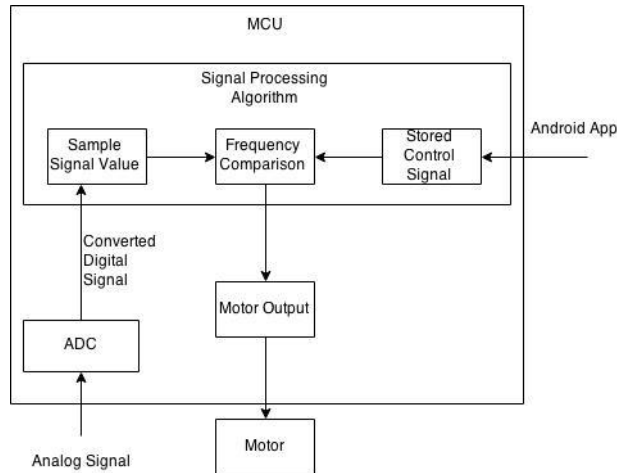 MCU
Signal Processing
Algorithm
Sample
Signal Value
Frequency
Comparison
Stored
Control
Signal
Android App
Converted
Digital
Signal
Motor Output
ADC
Analog Signal
Motor